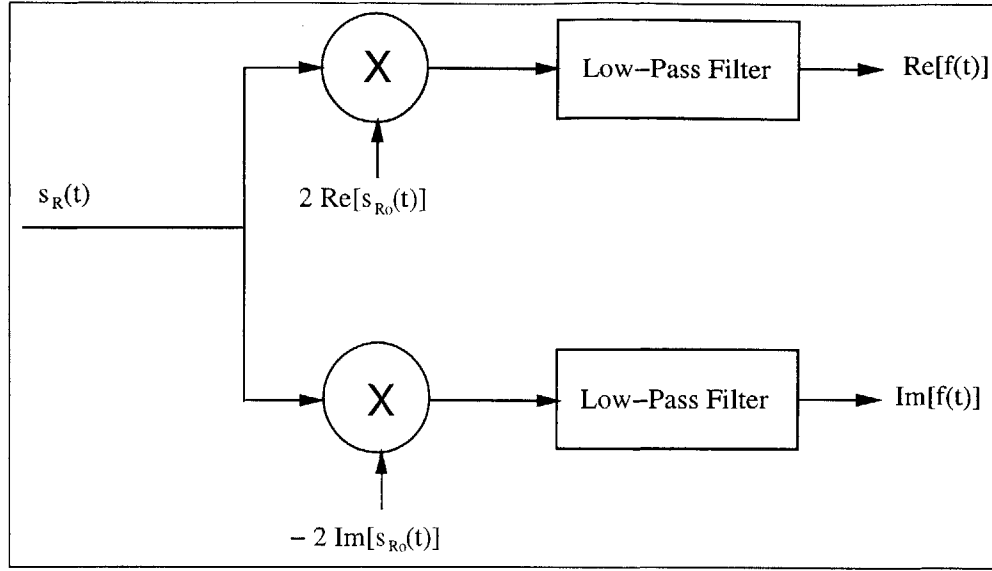 X
Low–Pass Filter
Re[f(t)]
s_R(t)
2 Re[s_Ro(t)]
X
Low–Pass Filter
Im[f(t)]
– 2 Im[s_Ro(t)]